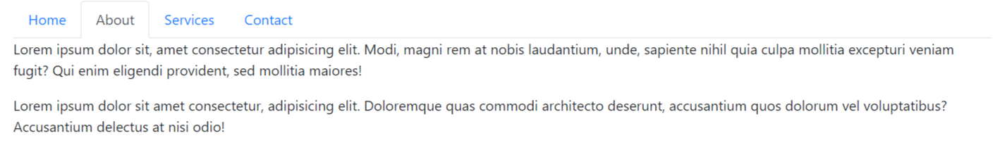 Home About Services Contact
Lorem ipsum dolor sit, amet consectetur adipisicing elit. Modi, magni rem at nobis laudantium, unde, sapiente nihil quia culpa mollitia excepturi veniam
fugit? Qui enim eligendi provident, sed mollitia maiores!
Lorem ipsum dolor sit amet consectetur, adipisicing elit. Doloremque quas commodi architecto deserunt, accusantium quos dolorum vel voluptatibus?
Accusantium delectus at nisi odio!